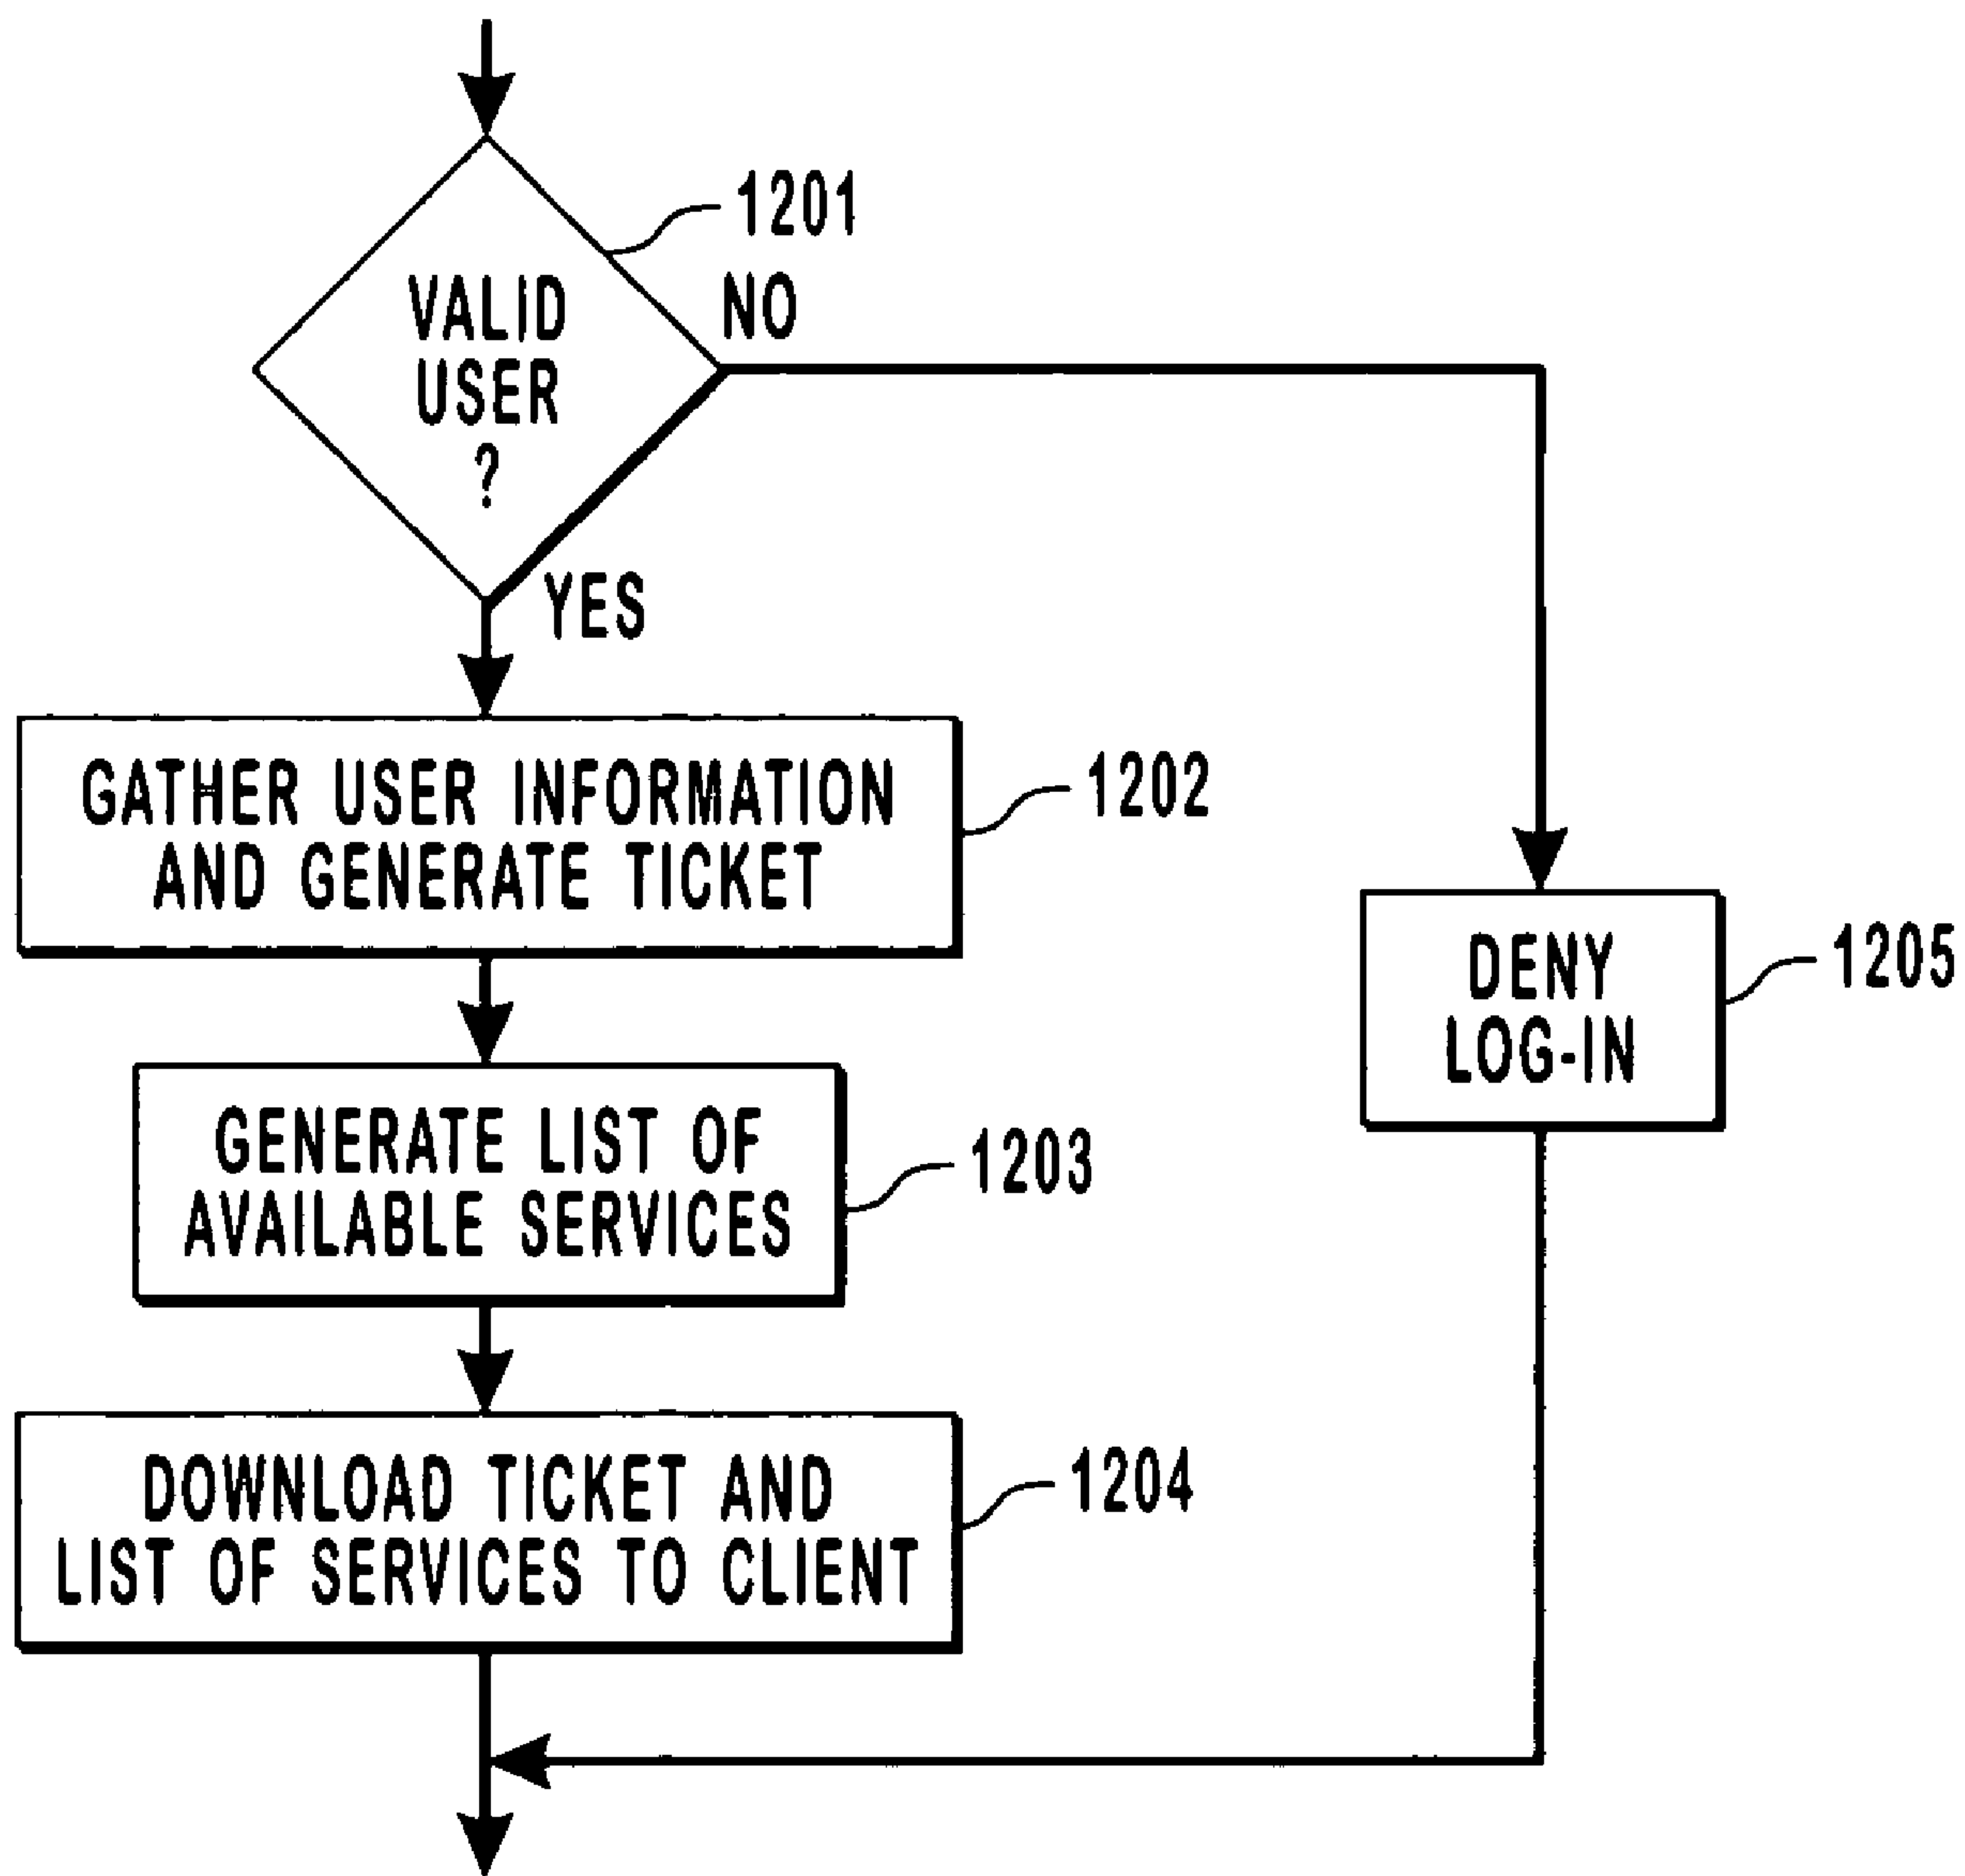 1201
VALID
USER
?
NO
YES
GATHER USER INFORMATION
AND GENERATE TICKET
1202
DENY
LOG-IN
1205
GENERATE LIST OF
AVAILABLE SERVICES
1203
DOWNLOAD TICKET AND
LIST OF SERVICES TO CLIENT
1204